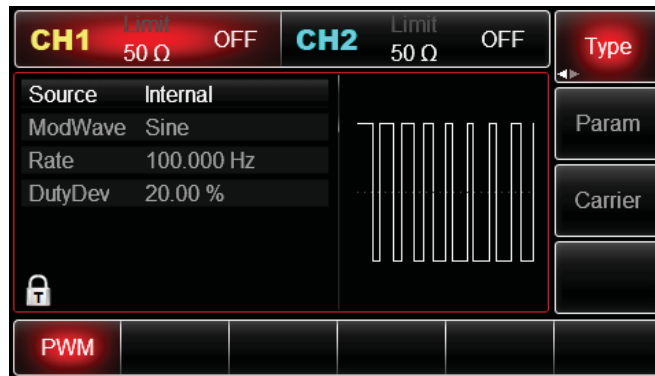 CH1 Limit 50 Ω OFF CH2 Limit 50 Ω OFF Type
Source Internal
ModWave Sine Param
Rate 100.000 Hz
DutyDev 20.00 % Carrier
T
PWM